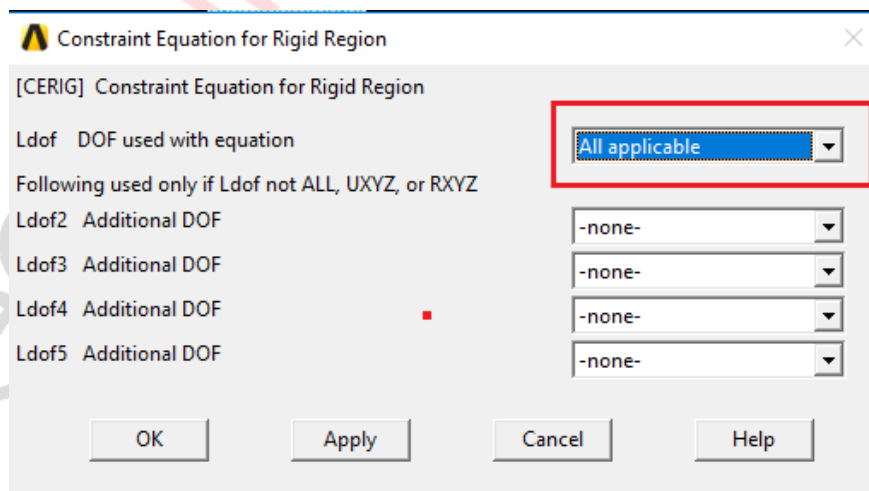 Constraint Equation for Rigid Region
[CERIG] Constraint Equation for Rigid Region
Ldof DOF used with equation All applicable
Following used only if Ldof not ALL, UXYZ, or RXYZ
Ldof2 Additional DOF -none-
Ldof3 Additional DOF -none-
Ldof4 Additional DOF -none-
Ldof5 Additional DOF -none-
OK Apply Cancel Help